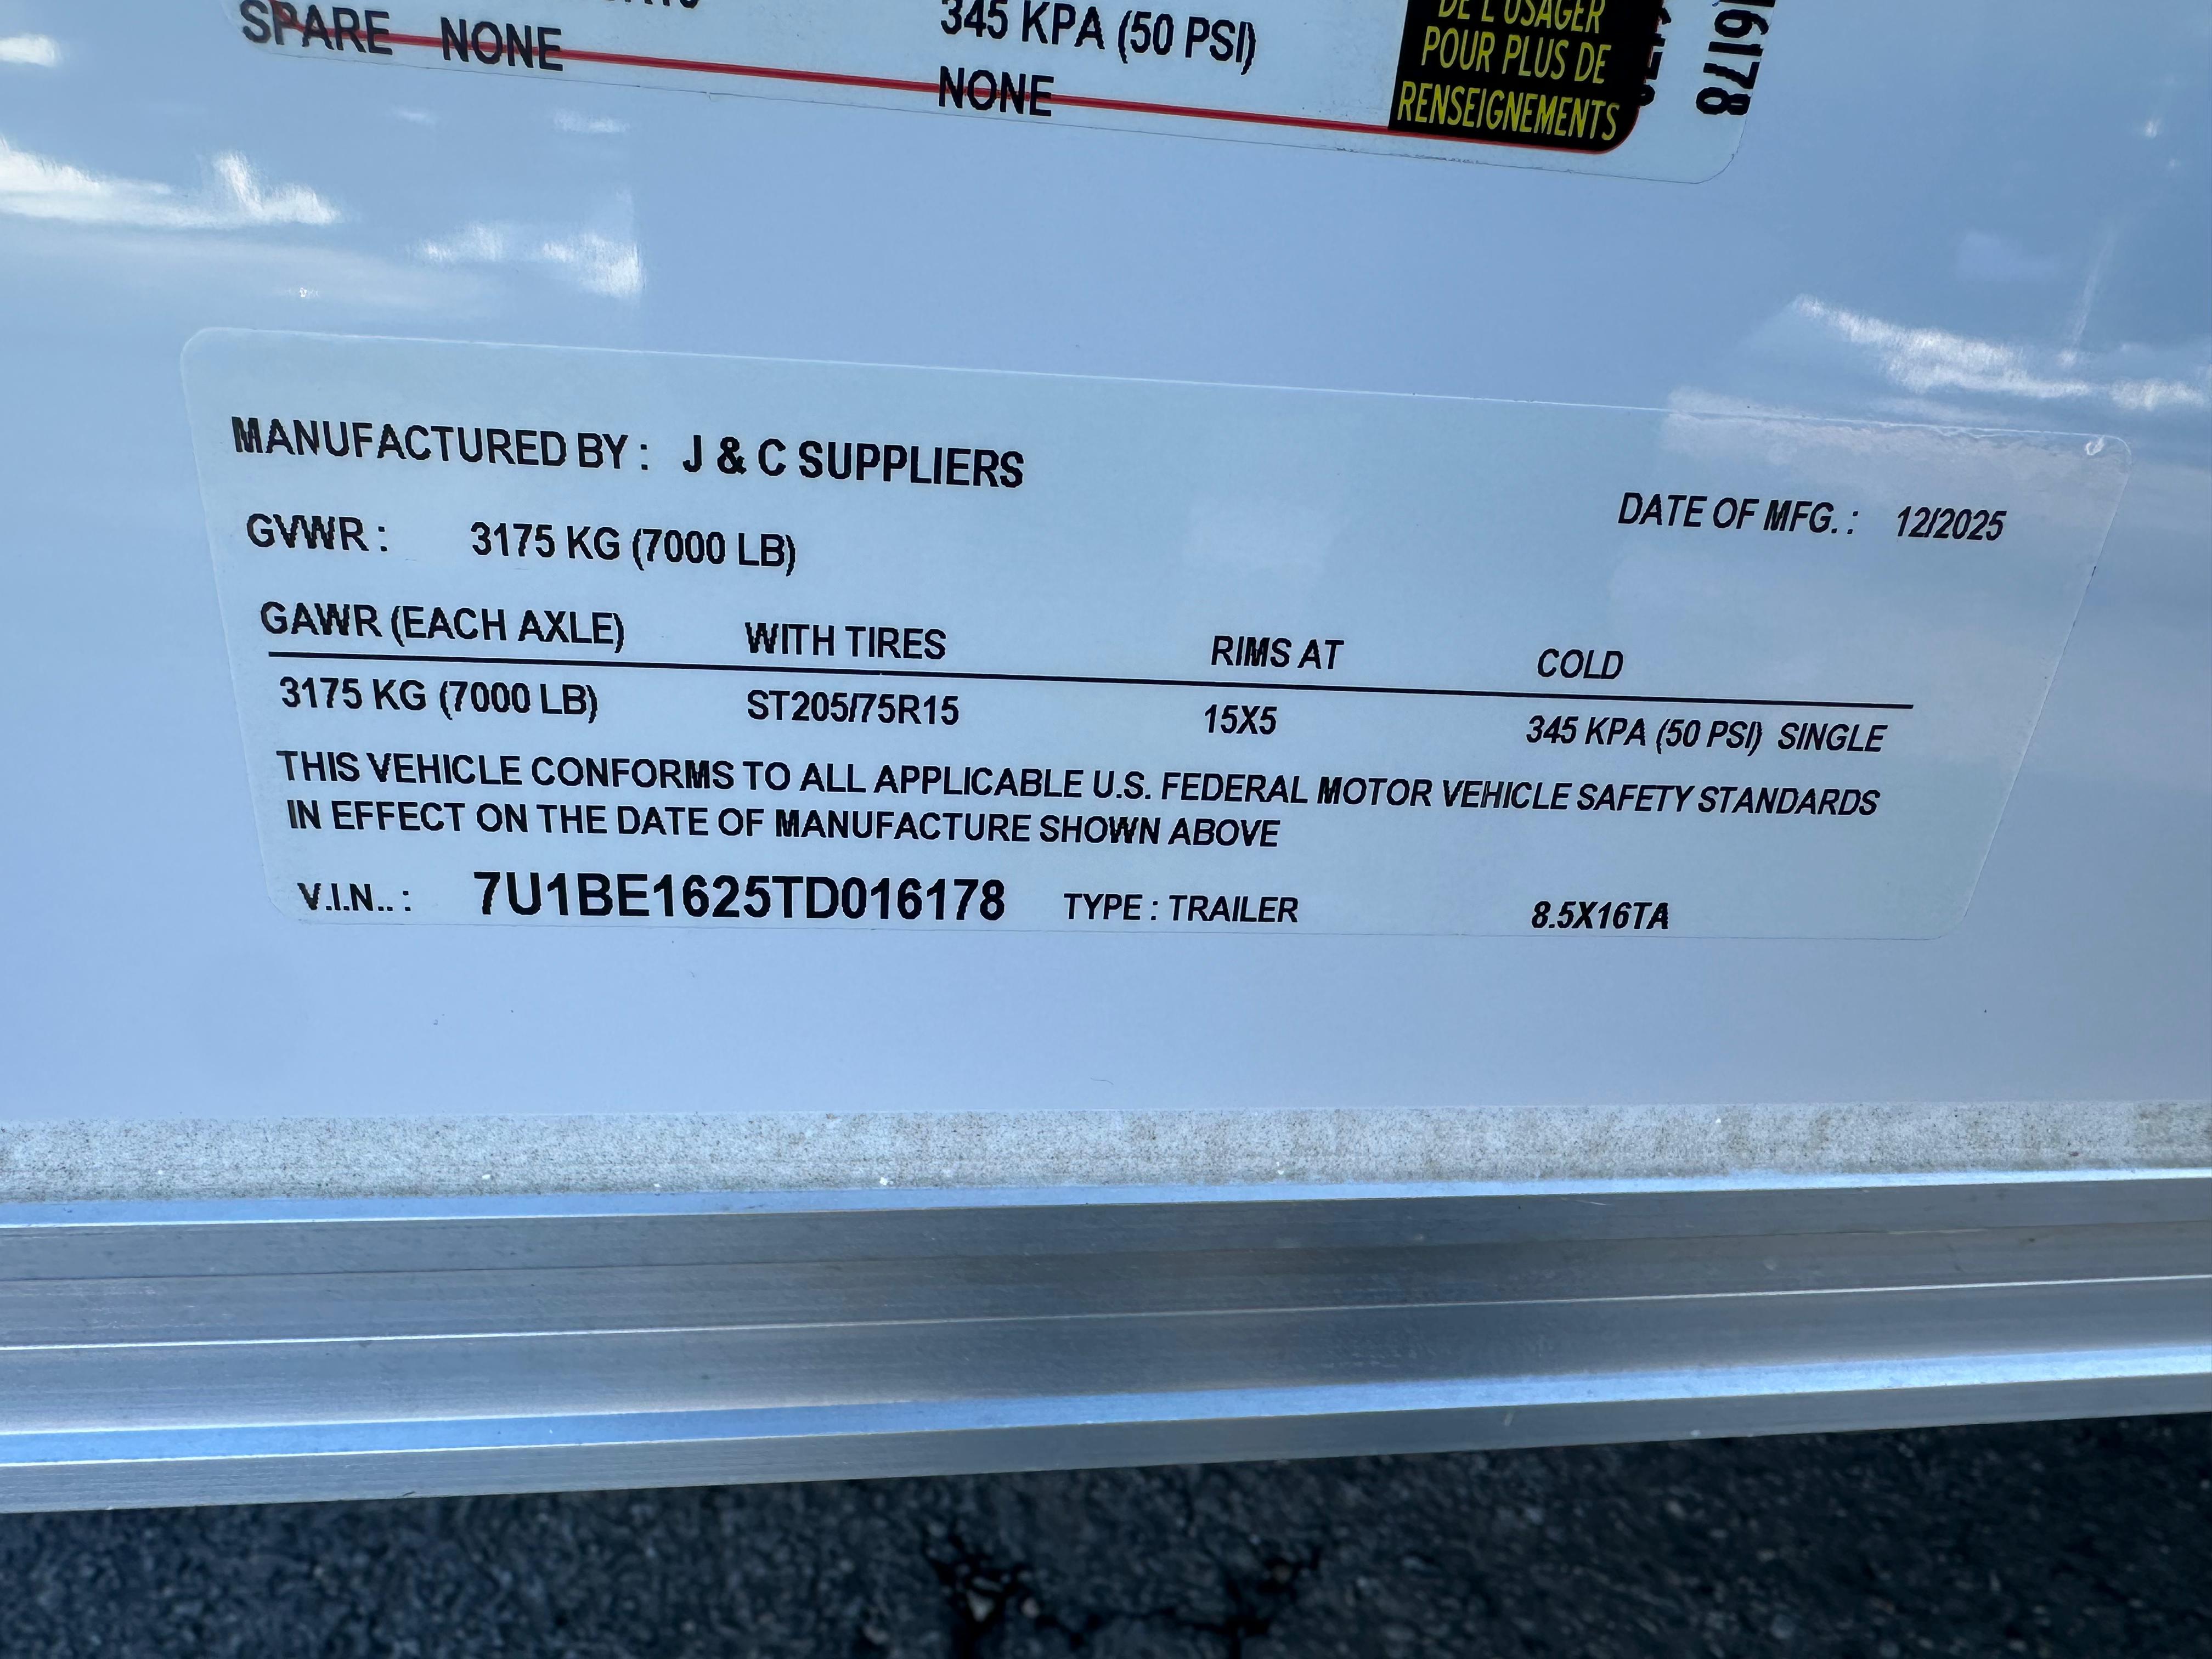 345 KPA (50 PSI)
SPARE NONE NONE
DE L'USAGER
POUR PLUS DE
RENSEIGNEMENTS
16178
MANUFACTURED BY : J & C SUPPLIERS
DATE OF MFG. : 12/2025
GVWR : 3175 KG (7000 LB)
GAWR (EACH AXLE) WITH TIRES RIMS AT COLD
3175 KG (7000 LB) ST205/75R15 15X5 345 KPA (50 PSI) SINGLE
THIS VEHICLE CONFORMS TO ALL APPLICABLE U.S. FEDERAL MOTOR VEHICLE SAFETY STANDARDS
IN EFFECT ON THE DATE OF MANUFACTURE SHOWN ABOVE
V.I.N.. : 7U1BE1625TD016178 TYPE : TRAILER 8.5X16TA